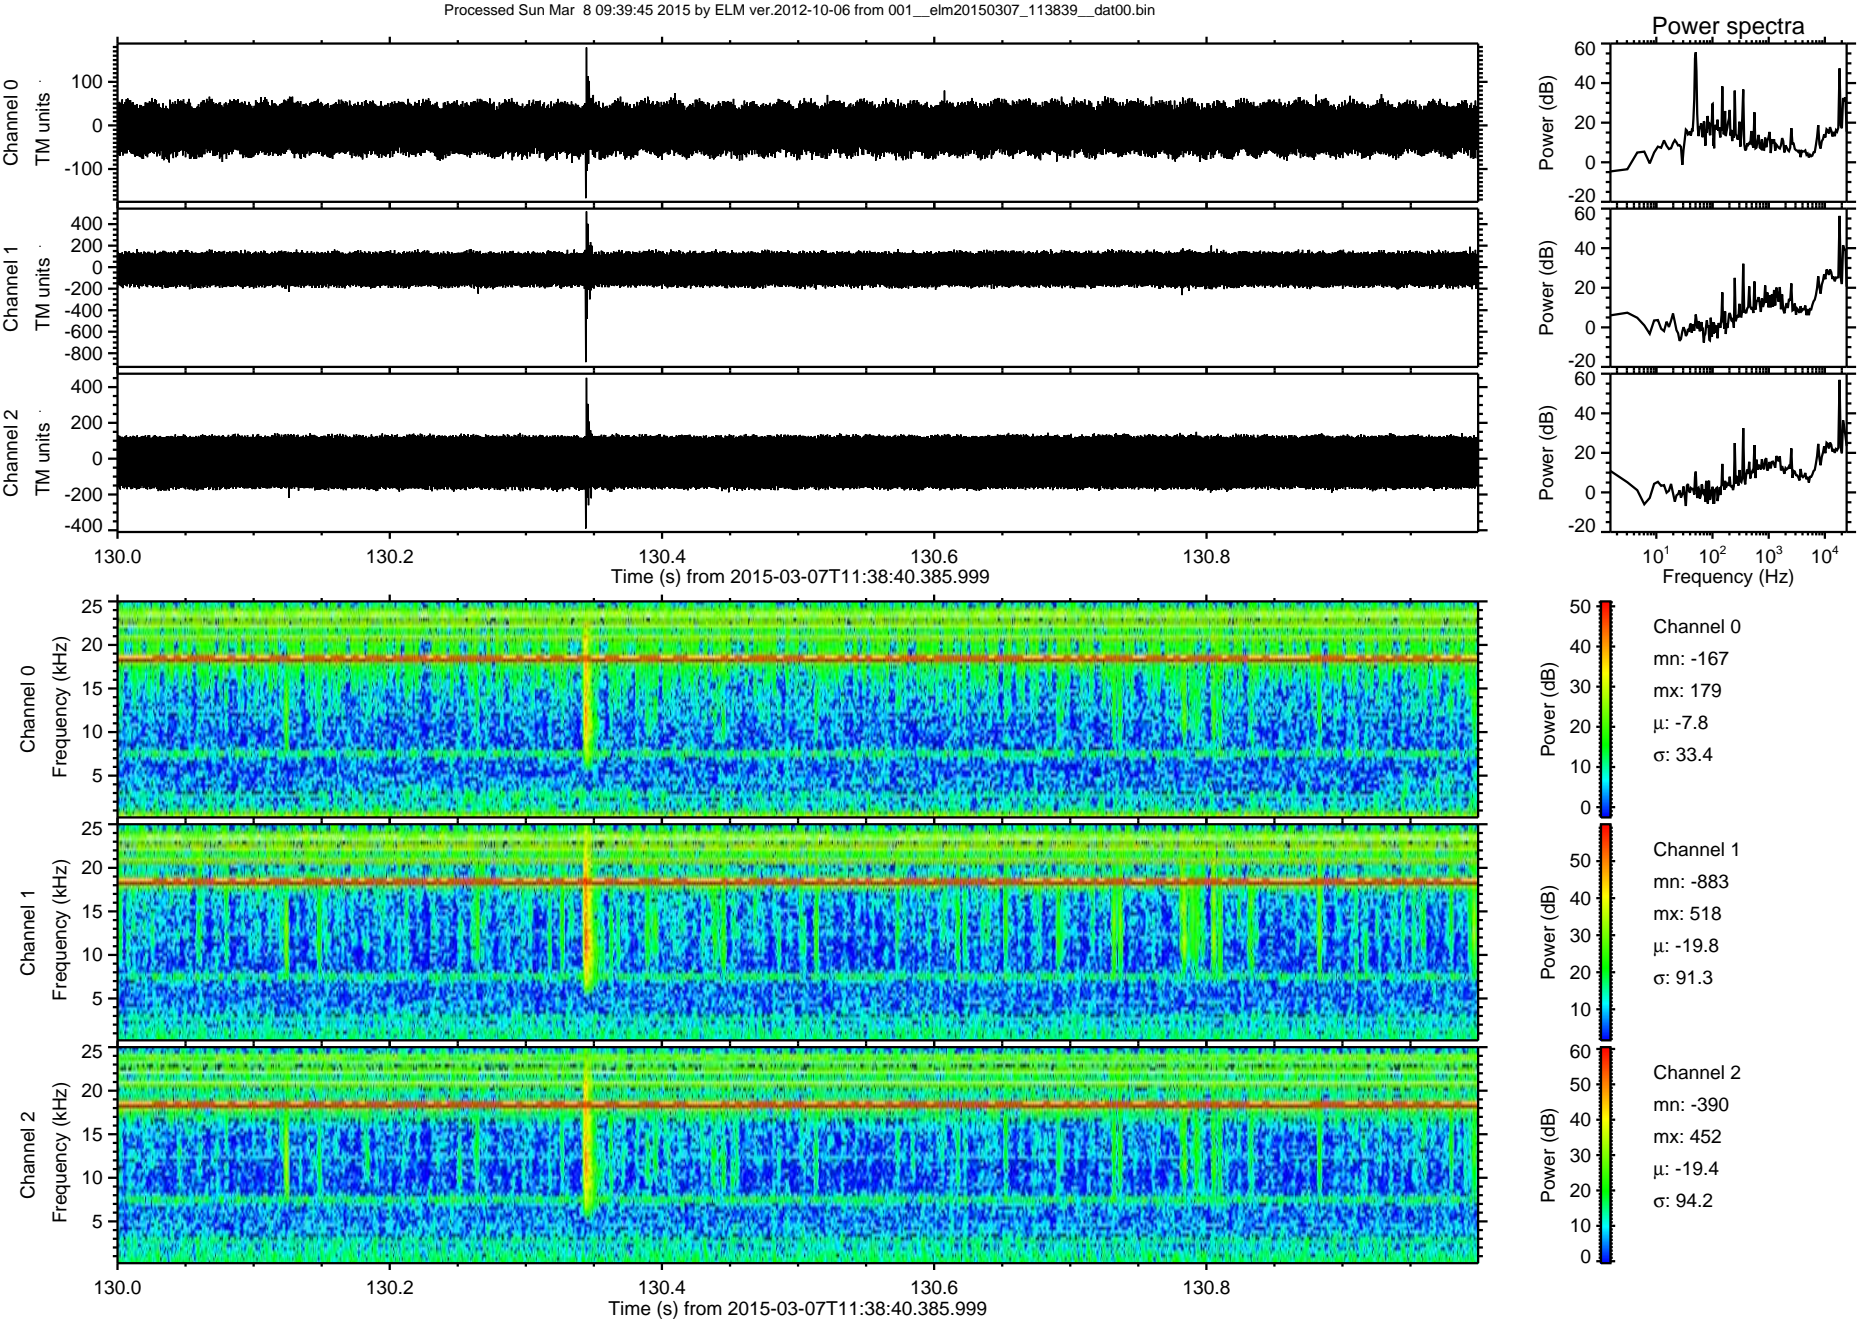 Processed Sun Mar  8 09:39:45 2015 by ELM ver.2012-10-06 from 001__elm20150307_113839__dat00.bin
Power spectra
Channel 0
TM units
100
0
-100
Power (dB)
60
40
20
0
-20
Channel 1
TM units
400
200
0
-200
-400
-600
-800
Power (dB)
60
40
20
0
-20
Channel 2
TM units
400
200
0
-200
-400
Power (dB)
60
40
20
0
-20
130.0 130.2 130.4 130.6 130.8
Time (s) from 2015-03-07T11:38:40.385.999
10¹ 10² 10³ 10⁴
Frequency (Hz)
Channel 0
Frequency (kHz)
25
20
15
10
5
Power (dB)
50
40
30
20
10
0
Channel 0
mn: -167
mx: 179
μ: -7.8
σ: 33.4
Channel 1
Frequency (kHz)
25
20
15
10
5
Power (dB)
50
40
30
20
10
Channel 1
mn: -883
mx: 518
μ: -19.8
σ: 91.3
Channel 2
Frequency (kHz)
25
20
15
10
5
Power (dB)
60
50
40
30
20
10
0
Channel 2
mn: -390
mx: 452
μ: -19.4
σ: 94.2
130.0 130.2 130.4 130.6 130.8
Time (s) from 2015-03-07T11:38:40.385.999